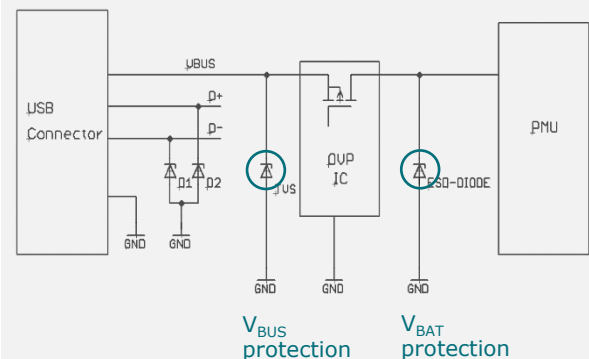 VBUS
D+
USB
Connector
D-
PMU
OVP
IC
D1
D2
TVS
ESD-DIODE
GND
GND
GND
GND
GND
VBUS
protection
VBAT
protection